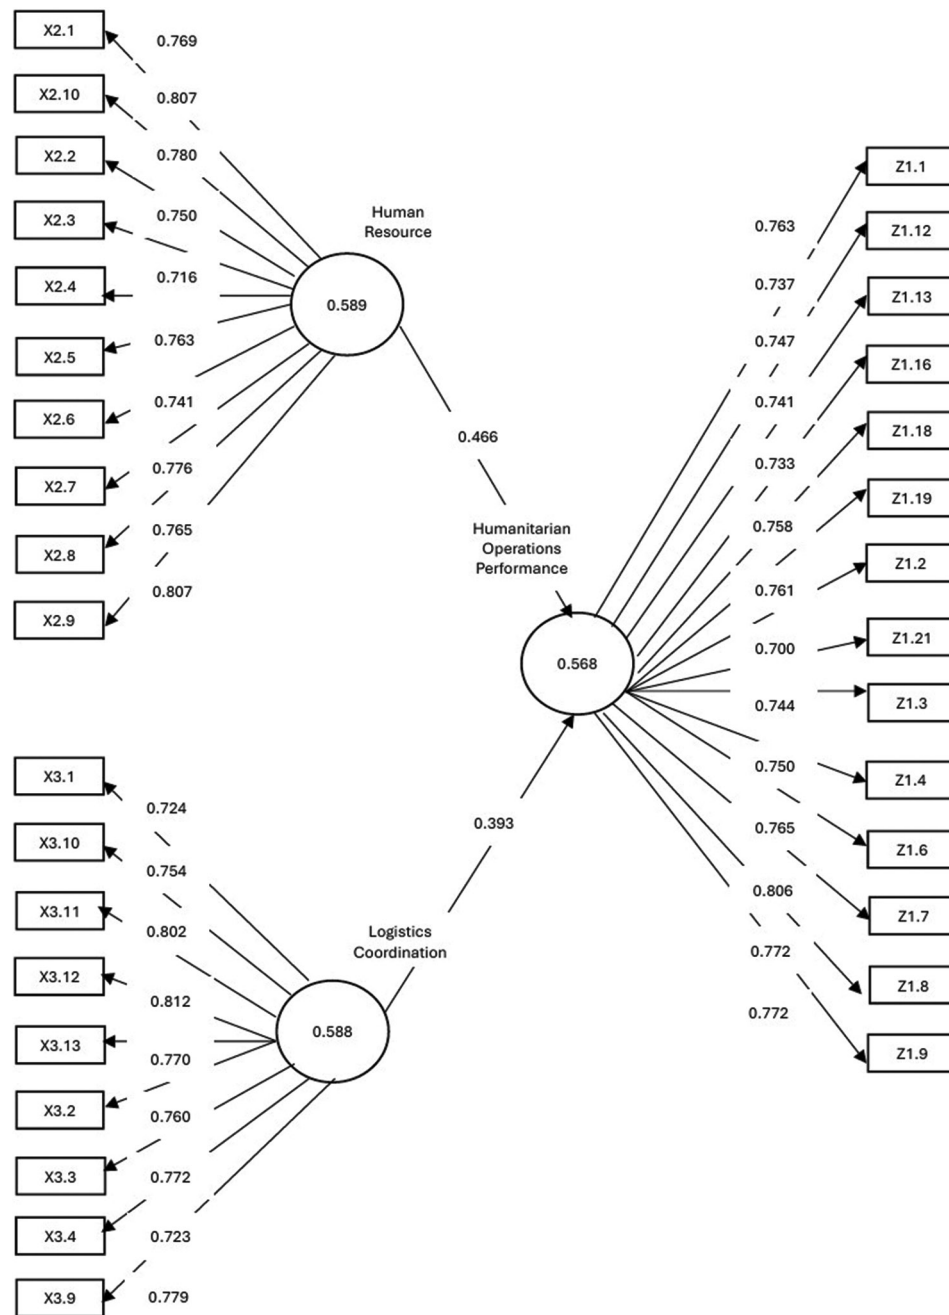 X2.1
0.769
X2.10
0.807
X2.2
0.780
X2.3
0.750
X2.4
0.716
X2.5
0.763
X2.6
0.741
X2.7
0.776
X2.8
0.765
X2.9
0.807
Human
Resource
0.589
0.466
Humanitarian
Operations
Performance
0.568
0.393
Logistics
Coordination
0.588
X3.1
0.724
X3.10
0.754
X3.11
0.802
X3.12
0.812
X3.13
0.770
X3.2
0.760
X3.3
0.772
X3.4
0.723
X3.9
0.779
Z1.1
0.763
Z1.12
0.737
Z1.13
0.747
Z1.16
0.741
Z1.18
0.733
Z1.19
0.758
Z1.2
0.761
Z1.21
0.700
Z1.3
0.744
Z1.4
0.750
Z1.6
0.765
Z1.7
0.806
Z1.8
0.772
Z1.9
0.772